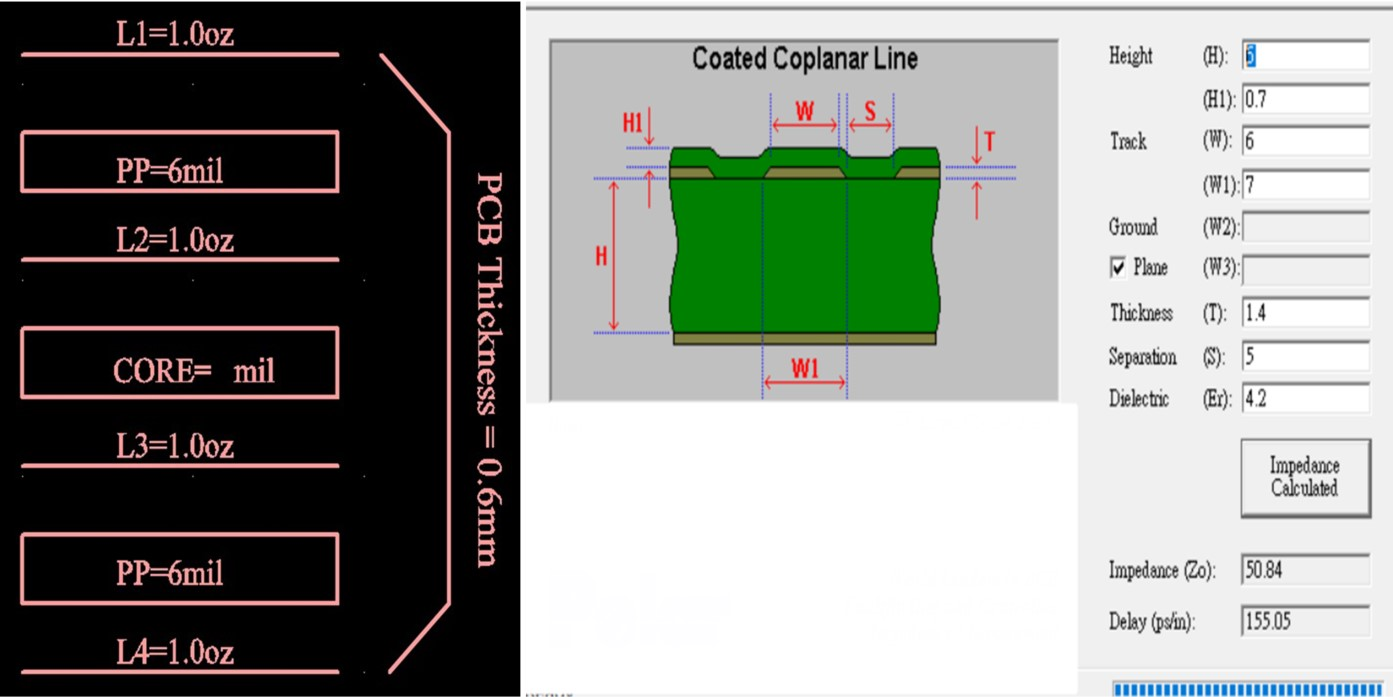 L1=1.0oz
PP=6mil
L2=1.0oz
CORE= mil
L3=1.0oz
PP=6mil
L4=1.0oz
PCB Thickness = 0.6mm
Coated Coplanar Line
H1
W
S
T
H
W1
Height (H):
(H1): 0.7
Track (W): 6
(W1): 7
Ground (W2):
Plane (W3):
Thickness (T): 1.4
Separation (S): 5
Dielectric (Er): 4.2
Impedance
Calculated
Impedance (Zo): 50.84
Delay (ps/in): 155.05